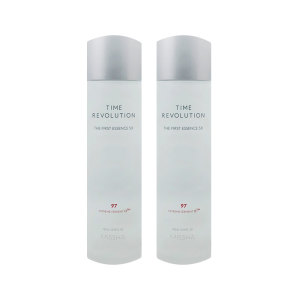 TIME
REVOLUTION
THE FIRST ESSENCE 5X
97
MISSHA
TIME
REVOLUTION
THE FIRST ESSENCE 5X
97
MISSHA